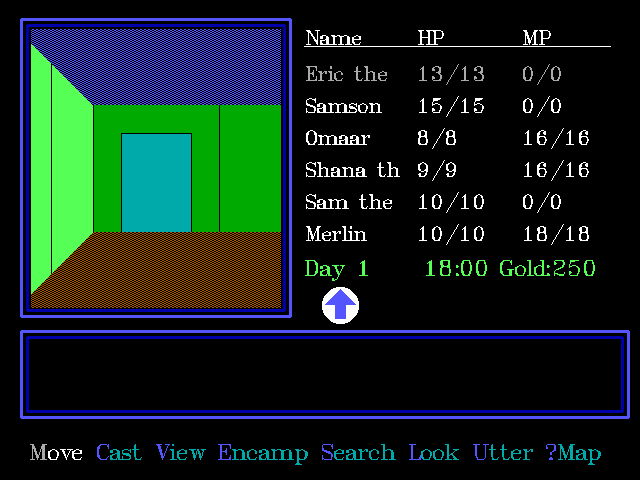 Name HP MP
Eric the 13/13 0/0
Samson 15/15 0/0
Omaar 8/8 16/16
Shana th 9/9 16/16
Sam the 10/10 0/0
Merlin 10/10 18/18
Day 1 18:00 Gold:250
Move Cast View Encamp Search Look Utter ?Map